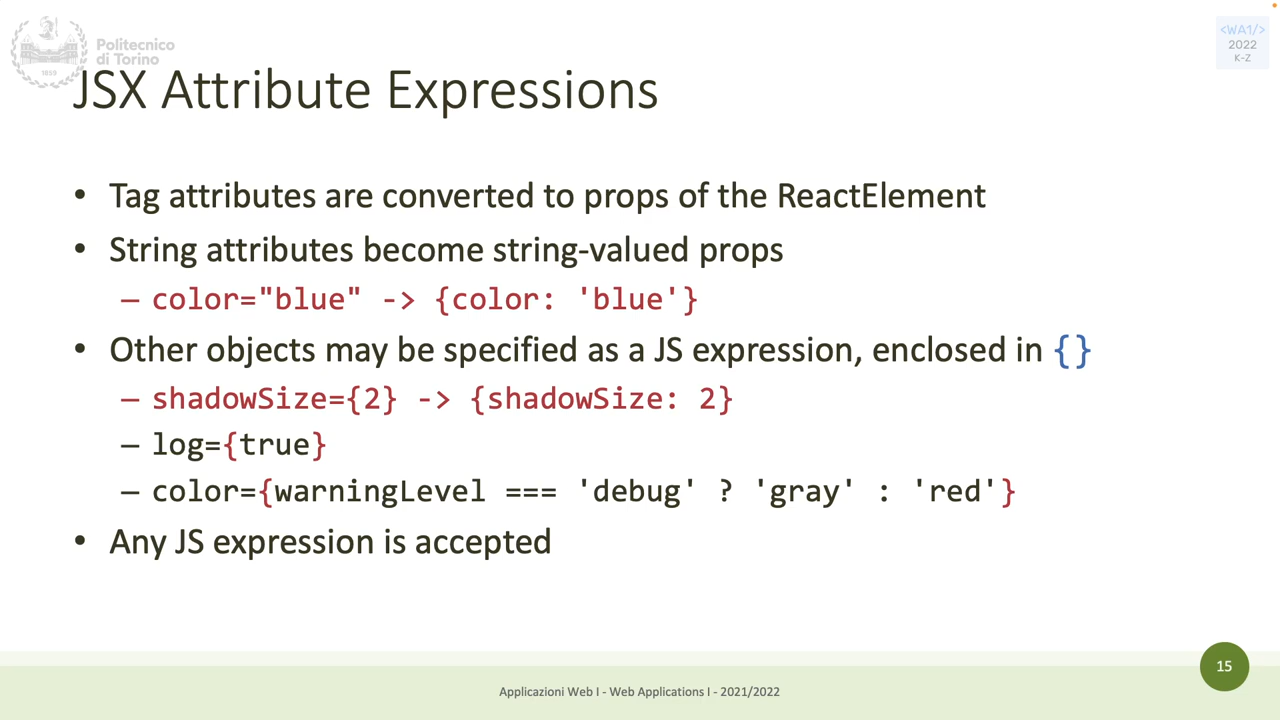 Politecnico
di Torino
1859
<WA1/>
2022
K-Z
JSX Attribute Expressions
• Tag attributes are converted to props of the ReactElement
• String attributes become string-valued props
– color="blue" -> {color: 'blue'}
• Other objects may be specified as a JS expression, enclosed in {}
– shadowSize={2} -> {shadowSize: 2}
– log={true}
– color={warningLevel === 'debug' ? 'gray' : 'red'}
• Any JS expression is accepted
15
Applicazioni Web I - Web Applications I - 2021/2022